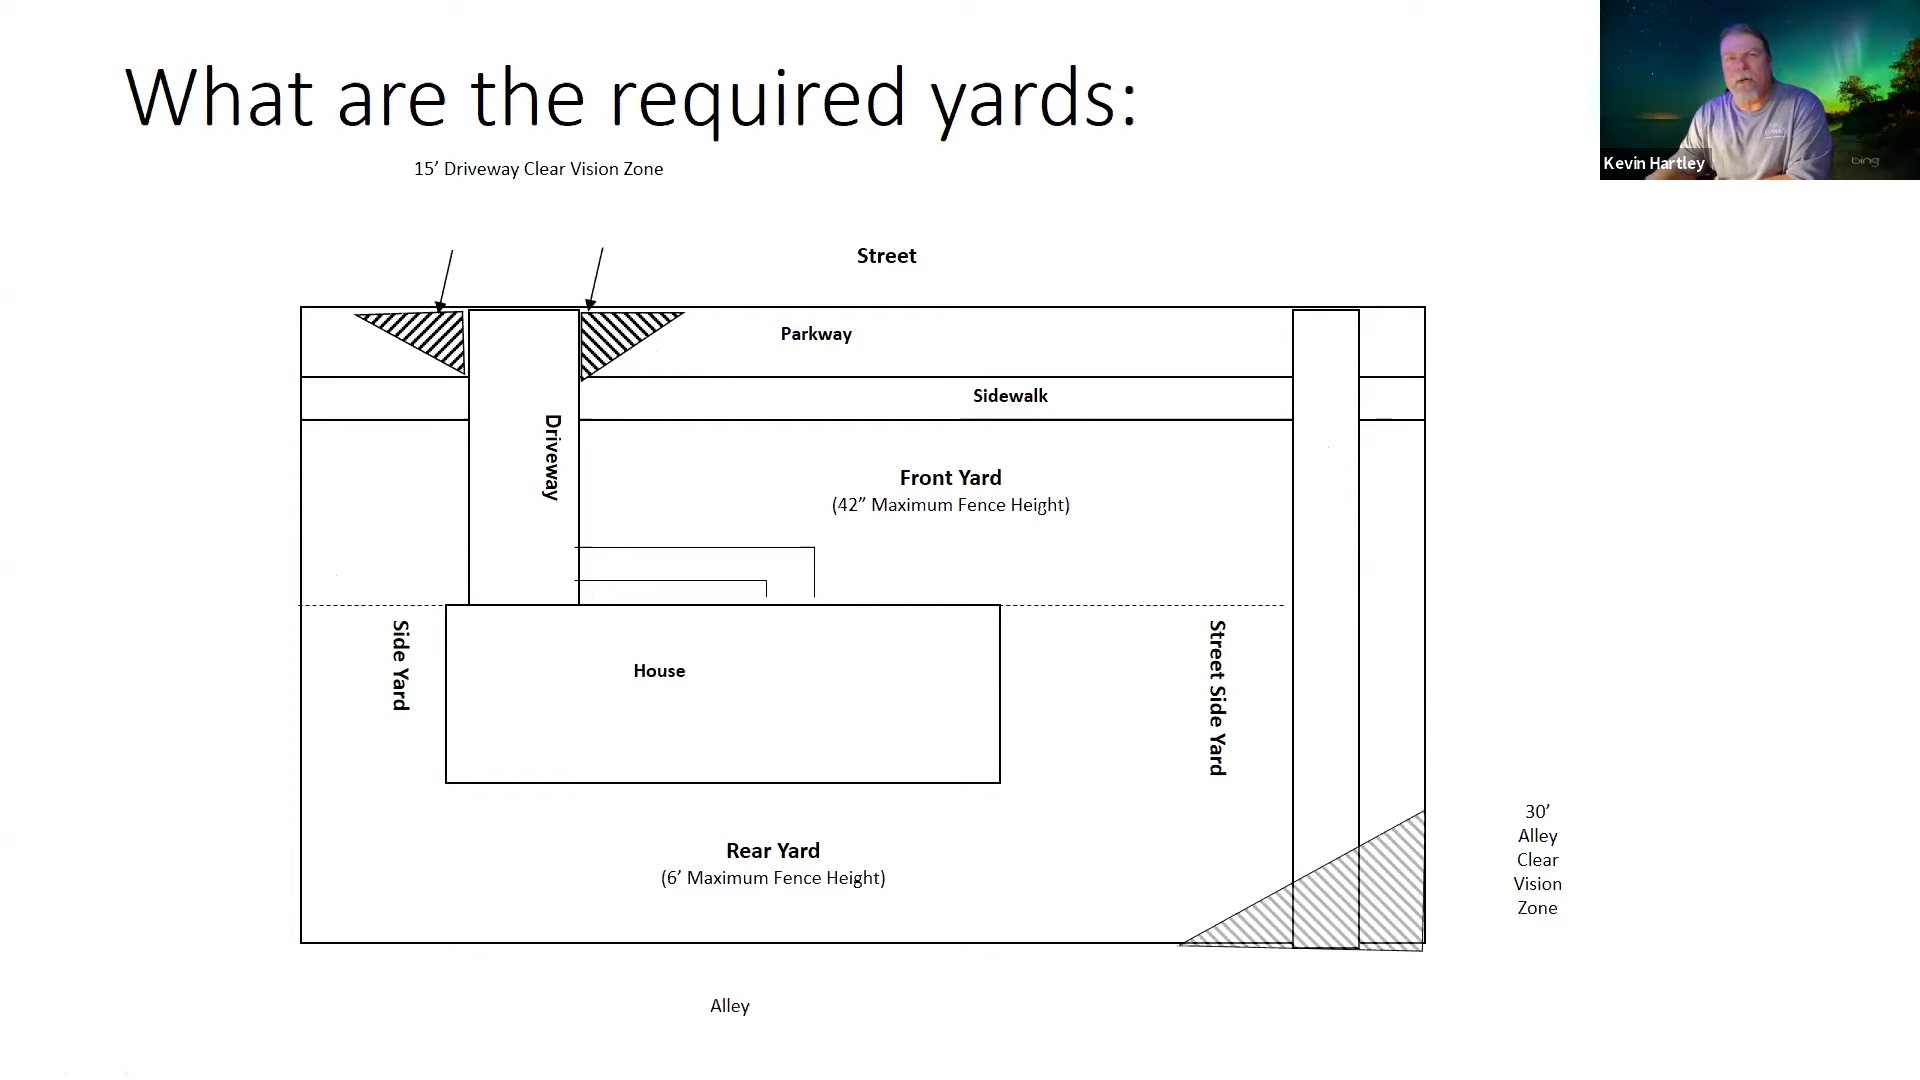 What are the required yards:
15’ Driveway Clear Vision Zone
Street
Parkway
Sidewalk
Driveway
Front Yard
(42” Maximum Fence Height)
Side Yard
House
Street Side Yard
Rear Yard
(6’ Maximum Fence Height)
30’
Alley
Clear
Vision
Zone
Alley
Kevin Hartley
bing